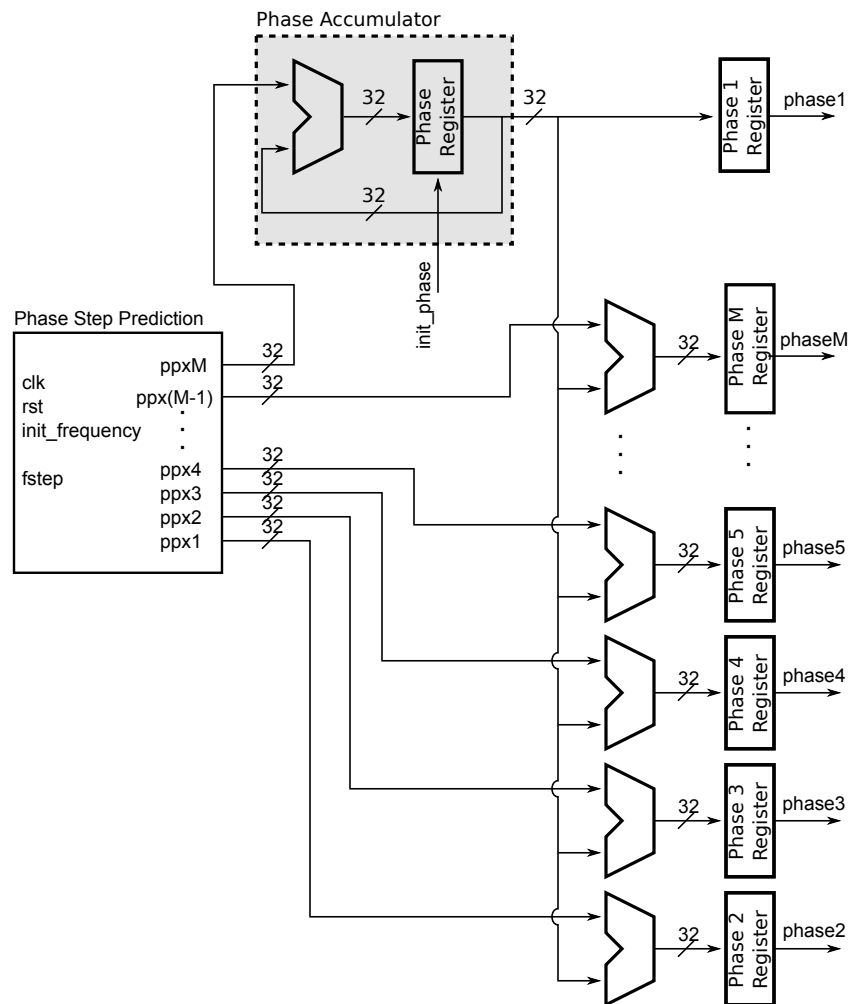 Phase Accumulator
32
Phase
Register
32
32
init_phase
Phase 1
Register
phase1
Phase Step Prediction
clk
rst
init_frequency
fstep
ppxM
32
ppx(M-1)
32
ppx4
32
ppx3
32
ppx2
32
ppx1
32
32
Phase M
Register
phaseM
32
Phase 5
Register
phase5
32
Phase 4
Register
phase4
32
Phase 3
Register
phase3
32
Phase 2
Register
phase2